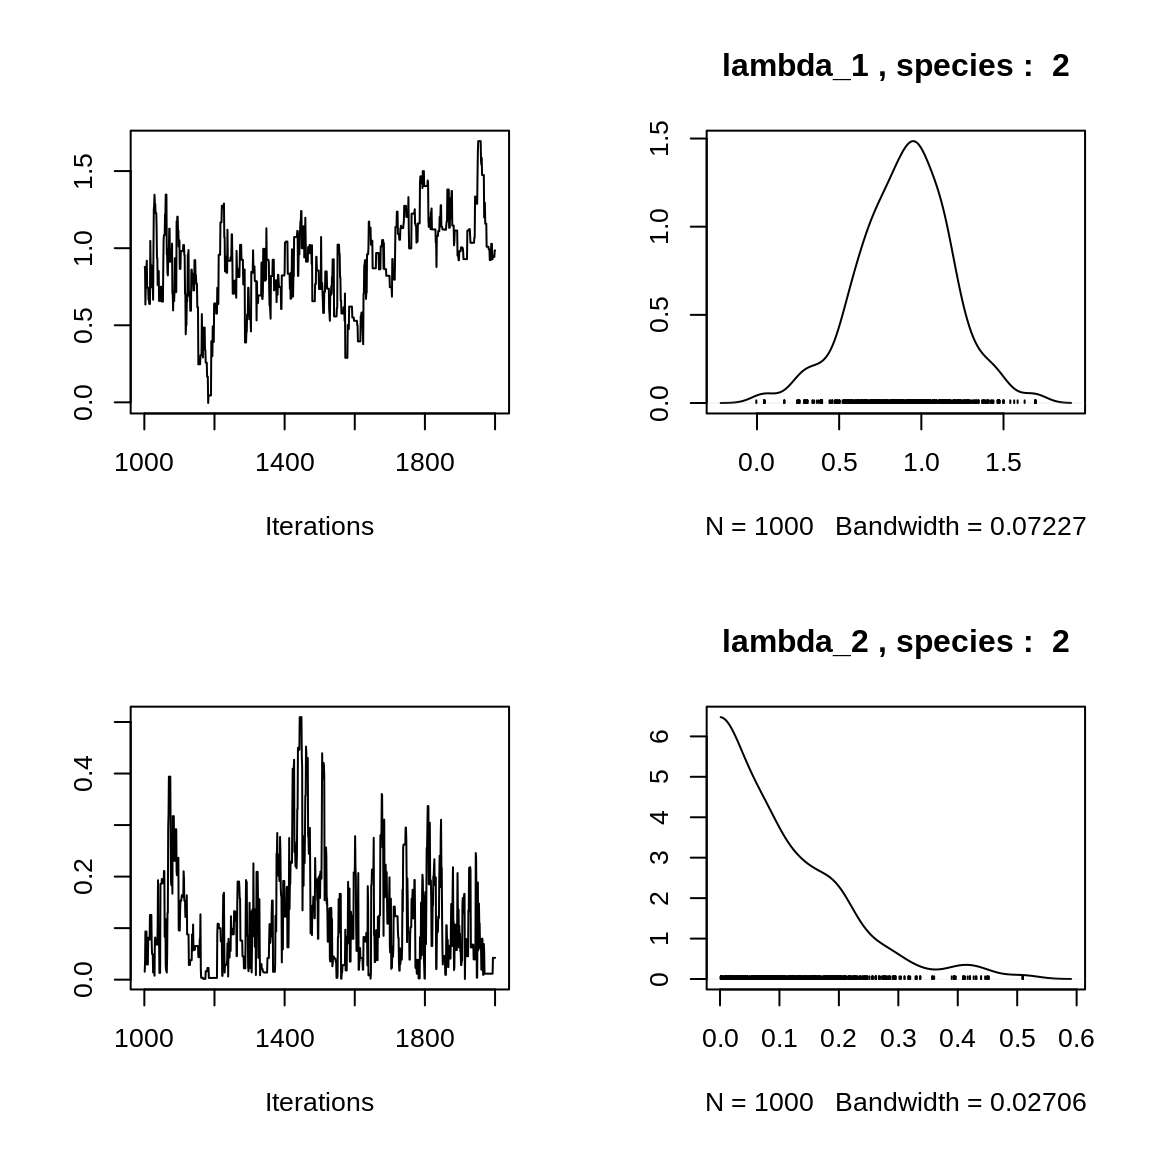 lambda_1 , species :  2
0.0 0.5 1.0 1.5
1000 1400 1800
Iterations
0.0 0.5 1.0 1.5
0.0 0.5 1.0 1.5
N = 1000   Bandwidth = 0.07227
lambda_2 , species :  2
0.0 0.2 0.4
1000 1400 1800
Iterations
0 1 2 3 4 5 6
0.0 0.1 0.2 0.3 0.4 0.5 0.6
N = 1000   Bandwidth = 0.02706